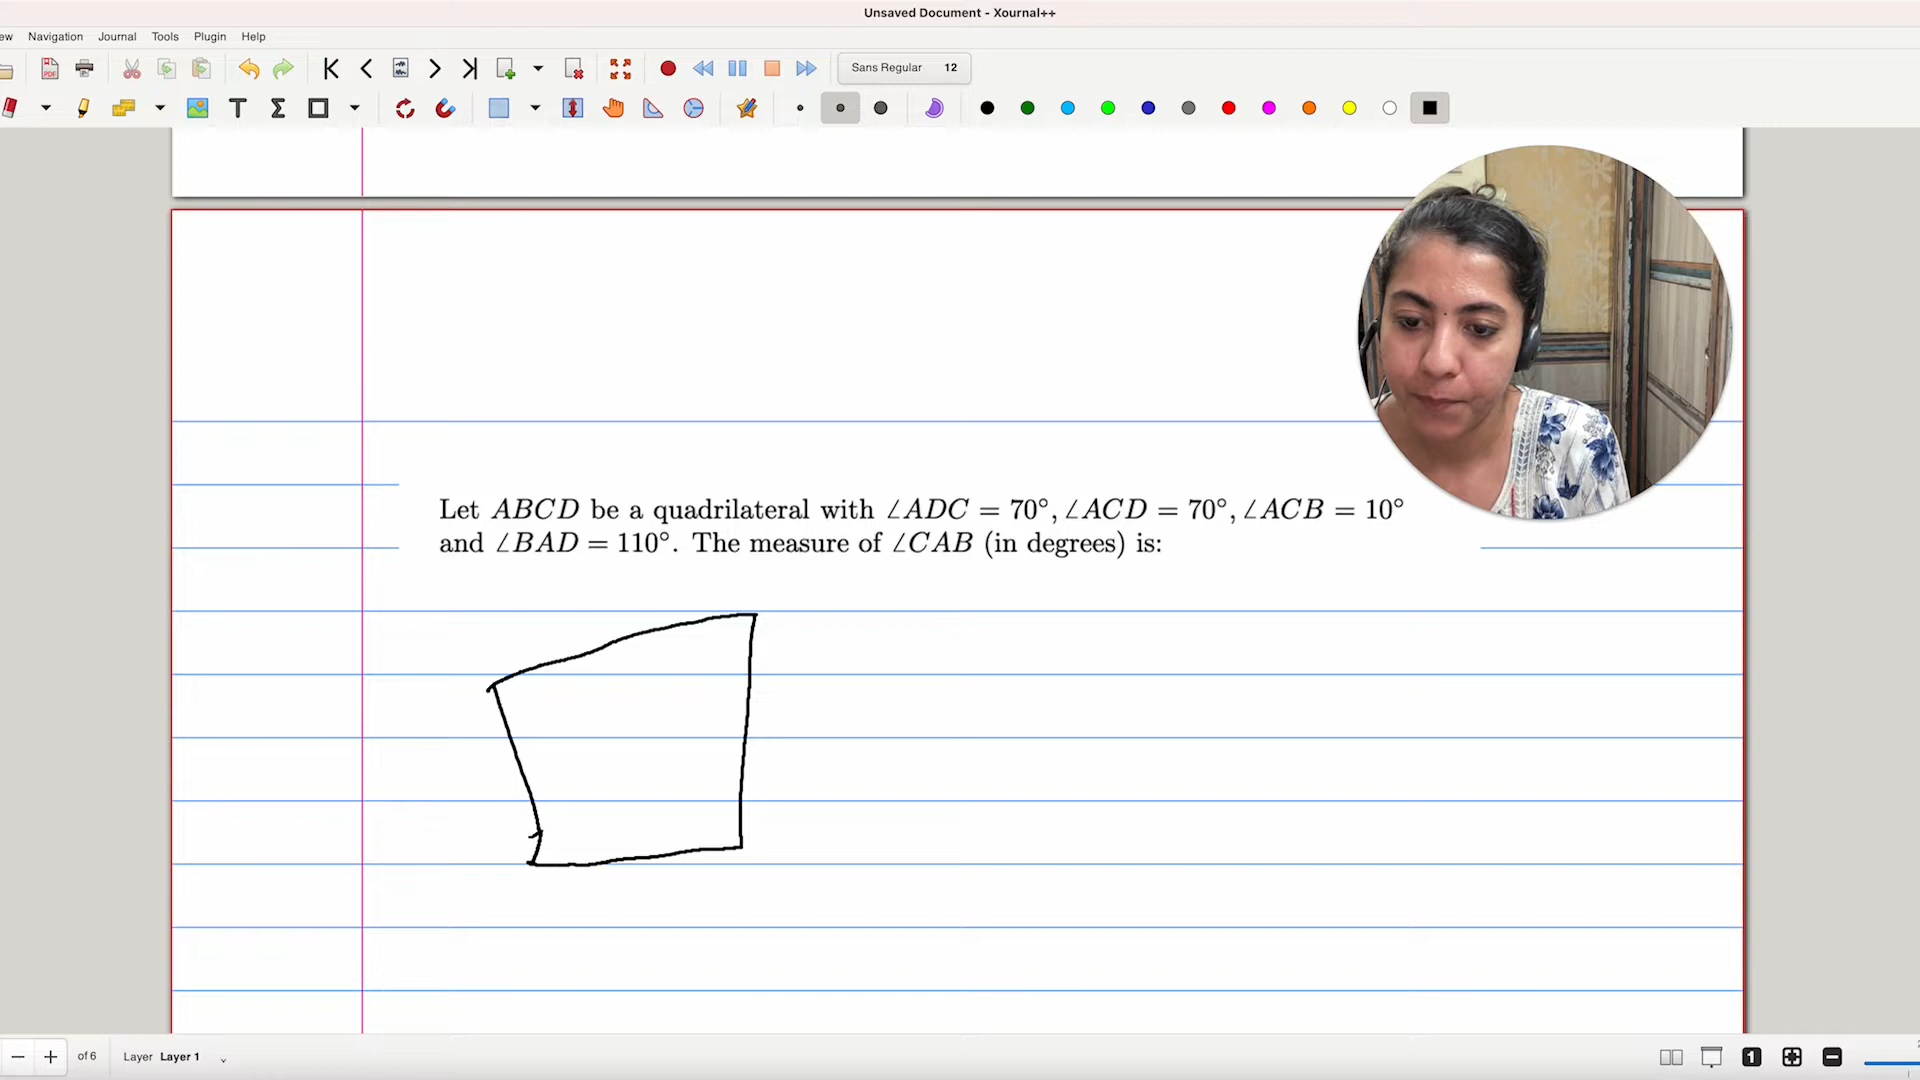 Unsaved Document - Xournal++
ew Navigation Journal Tools Plugin Help
Sans Regular 12
Let ABCD be a quadrilateral with ∠ADC = 70°, ∠ACD = 70°, ∠ACB = 10°
and ∠BAD = 110°. The measure of ∠CAB (in degrees) is:
of 6 Layer Layer 1